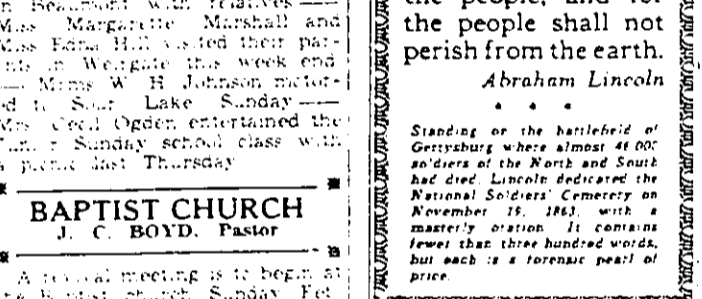 Beaumont with relatives —
Miss Margarette Marshall and
Miss Edna Hill visited their par-
ents in Weirgate this week end
— Mrs W H Johnson motor-
ed to Sour Lake Sunday —
Mrs Cecil Ogden entertained the
Sunday school class with
a picnic last Thursday
BAPTIST CHURCH
J. C. BOYD, Pastor
A revival meeting is to begin at
the Baptist church Sunday
the people, and for
the people shall not
perish from the earth.
Abraham Lincoln
* * *
Standing on the battlefield of
Gettysburg where almost
soldiers of the North and South
had died, Lincoln dedicated the
National Soldiers' Cemetery on
November 19, 1863, with a
masterly oration. It contains
fewer than three hundred words,
but each is a forensic pearl of
price.